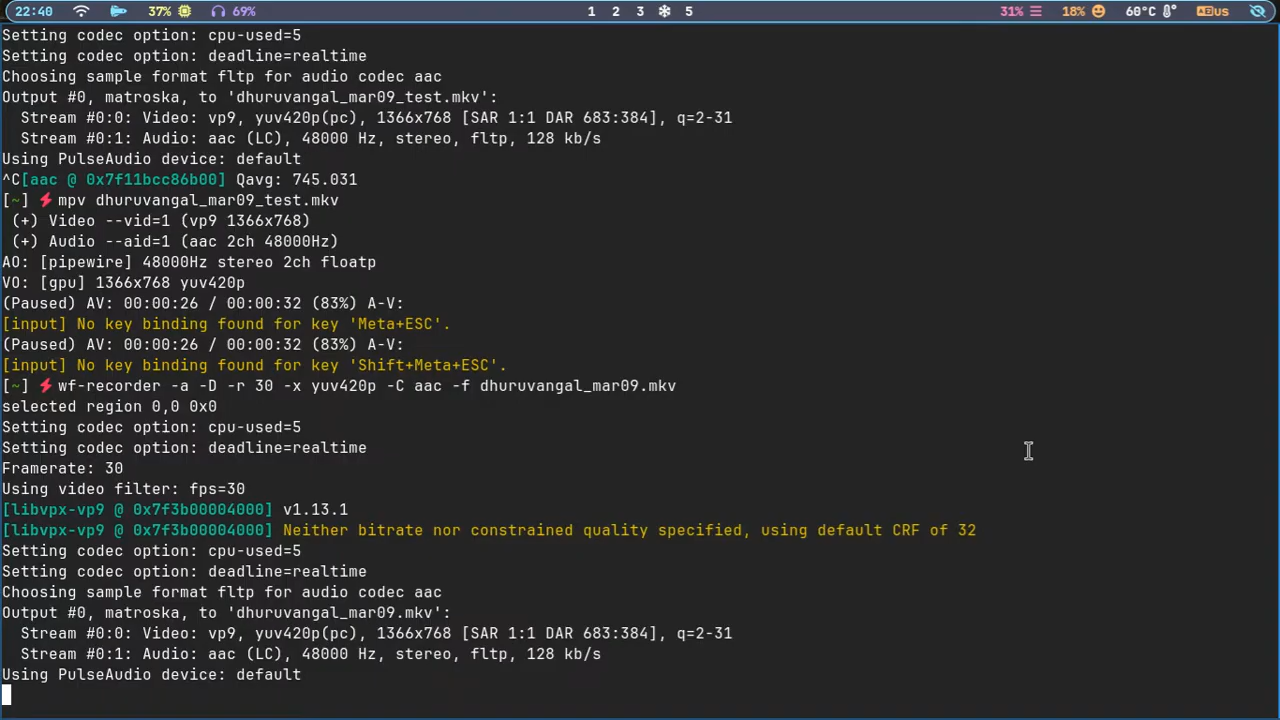 22:40 37% 69% 1 2 3 5 31% 18% 60°C us
Setting codec option: cpu-used=5
Setting codec option: deadline=realtime
Choosing sample format fltp for audio codec aac
Output #0, matroska, to 'dhuruvangal_mar09_test.mkv':
  Stream #0:0: Video: vp9, yuv420p(pc), 1366x768 [SAR 1:1 DAR 683:384], q=2-31
  Stream #0:1: Audio: aac (LC), 48000 Hz, stereo, fltp, 128 kb/s
Using PulseAudio device: default
^C[aac @ 0x7f11bcc86b00] Qavg: 745.031
[~] ⚡mpv dhuruvangal_mar09_test.mkv
 (+) Video --vid=1 (vp9 1366x768)
 (+) Audio --aid=1 (aac 2ch 48000Hz)
AO: [pipewire] 48000Hz stereo 2ch floatp
VO: [gpu] 1366x768 yuv420p
(Paused) AV: 00:00:26 / 00:00:32 (83%) A-V:
[input] No key binding found for key 'Meta+ESC'.
(Paused) AV: 00:00:26 / 00:00:32 (83%) A-V:
[input] No key binding found for key 'Shift+Meta+ESC'.
[~] ⚡wf-recorder -a -D -r 30 -x yuv420p -C aac -f dhuruvangal_mar09.mkv
selected region 0,0 0x0
Setting codec option: cpu-used=5
Setting codec option: deadline=realtime
Framerate: 30
Using video filter: fps=30
[libvpx-vp9 @ 0x7f3b00004000] v1.13.1
[libvpx-vp9 @ 0x7f3b00004000] Neither bitrate nor constrained quality specified, using default CRF of 32
Setting codec option: cpu-used=5
Setting codec option: deadline=realtime
Choosing sample format fltp for audio codec aac
Output #0, matroska, to 'dhuruvangal_mar09.mkv':
  Stream #0:0: Video: vp9, yuv420p(pc), 1366x768 [SAR 1:1 DAR 683:384], q=2-31
  Stream #0:1: Audio: aac (LC), 48000 Hz, stereo, fltp, 128 kb/s
Using PulseAudio device: default